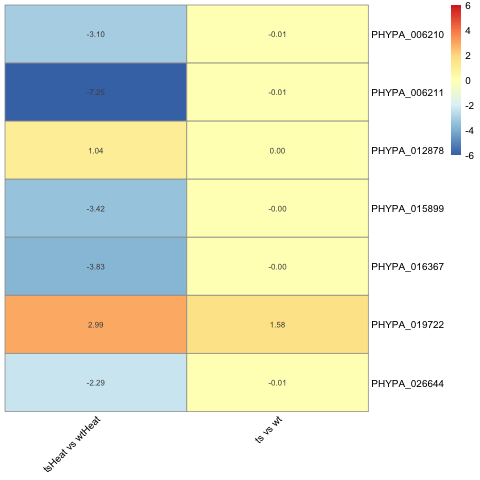 -3.10 -0.01 PHYPA_006210
-7.25 -0.01 PHYPA_006211
1.04 0.00 PHYPA_012878
-3.42 -0.00 PHYPA_015899
-3.83 -0.00 PHYPA_016367
2.99 1.58 PHYPA_019722
-2.29 -0.01 PHYPA_026644
tsHeat vs wtHeat
ts vs wt
6
4
2
0
-2
-4
-6